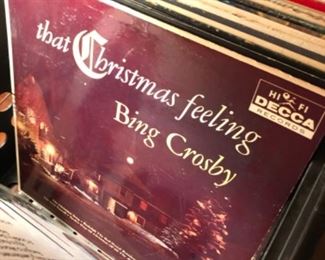 that Christmas feeling
Bing Crosby
HI FI
DECCA
RECORDS